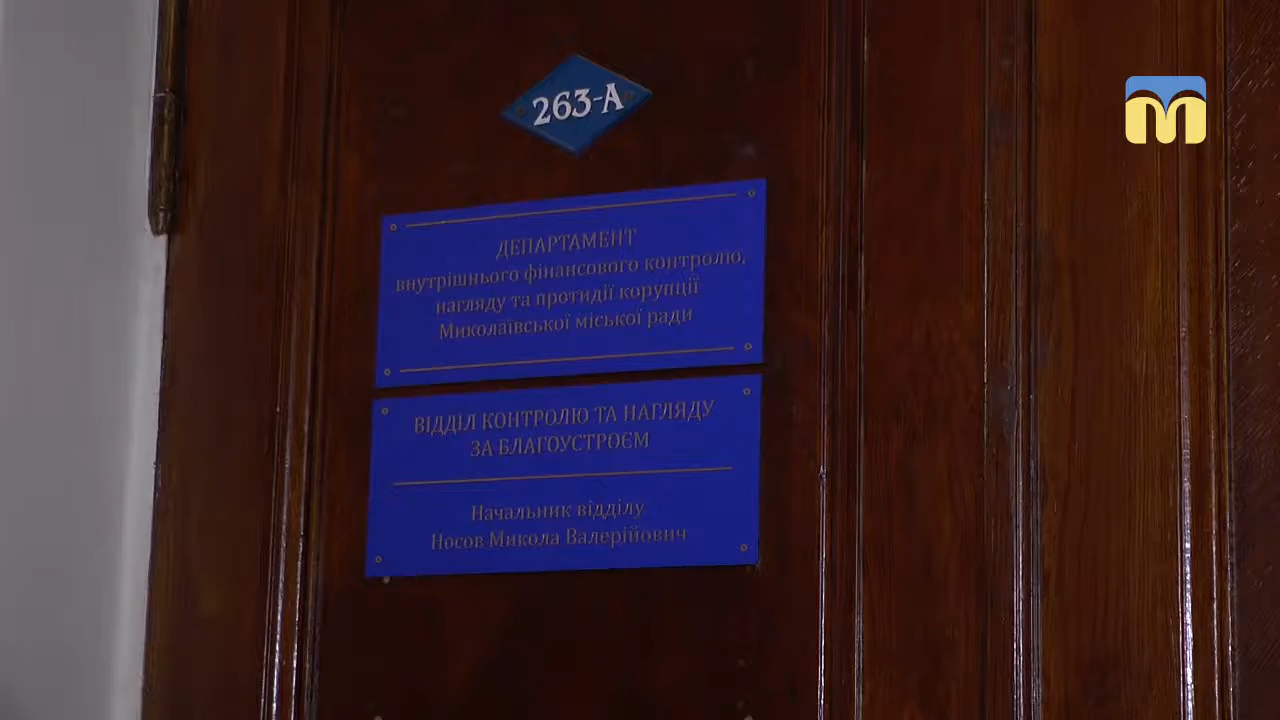 263-А
ДЕПАРТАМЕНТ
внутрішнього фінансового контролю,
нагляду та протидії корупції
Миколаївської міської ради
ВІДДІЛ КОНТРОЛЮ ТА НАГЛЯДУ
ЗА БЛАГОУСТРОЄМ
Начальник відділу
Носов Микола Валерійович